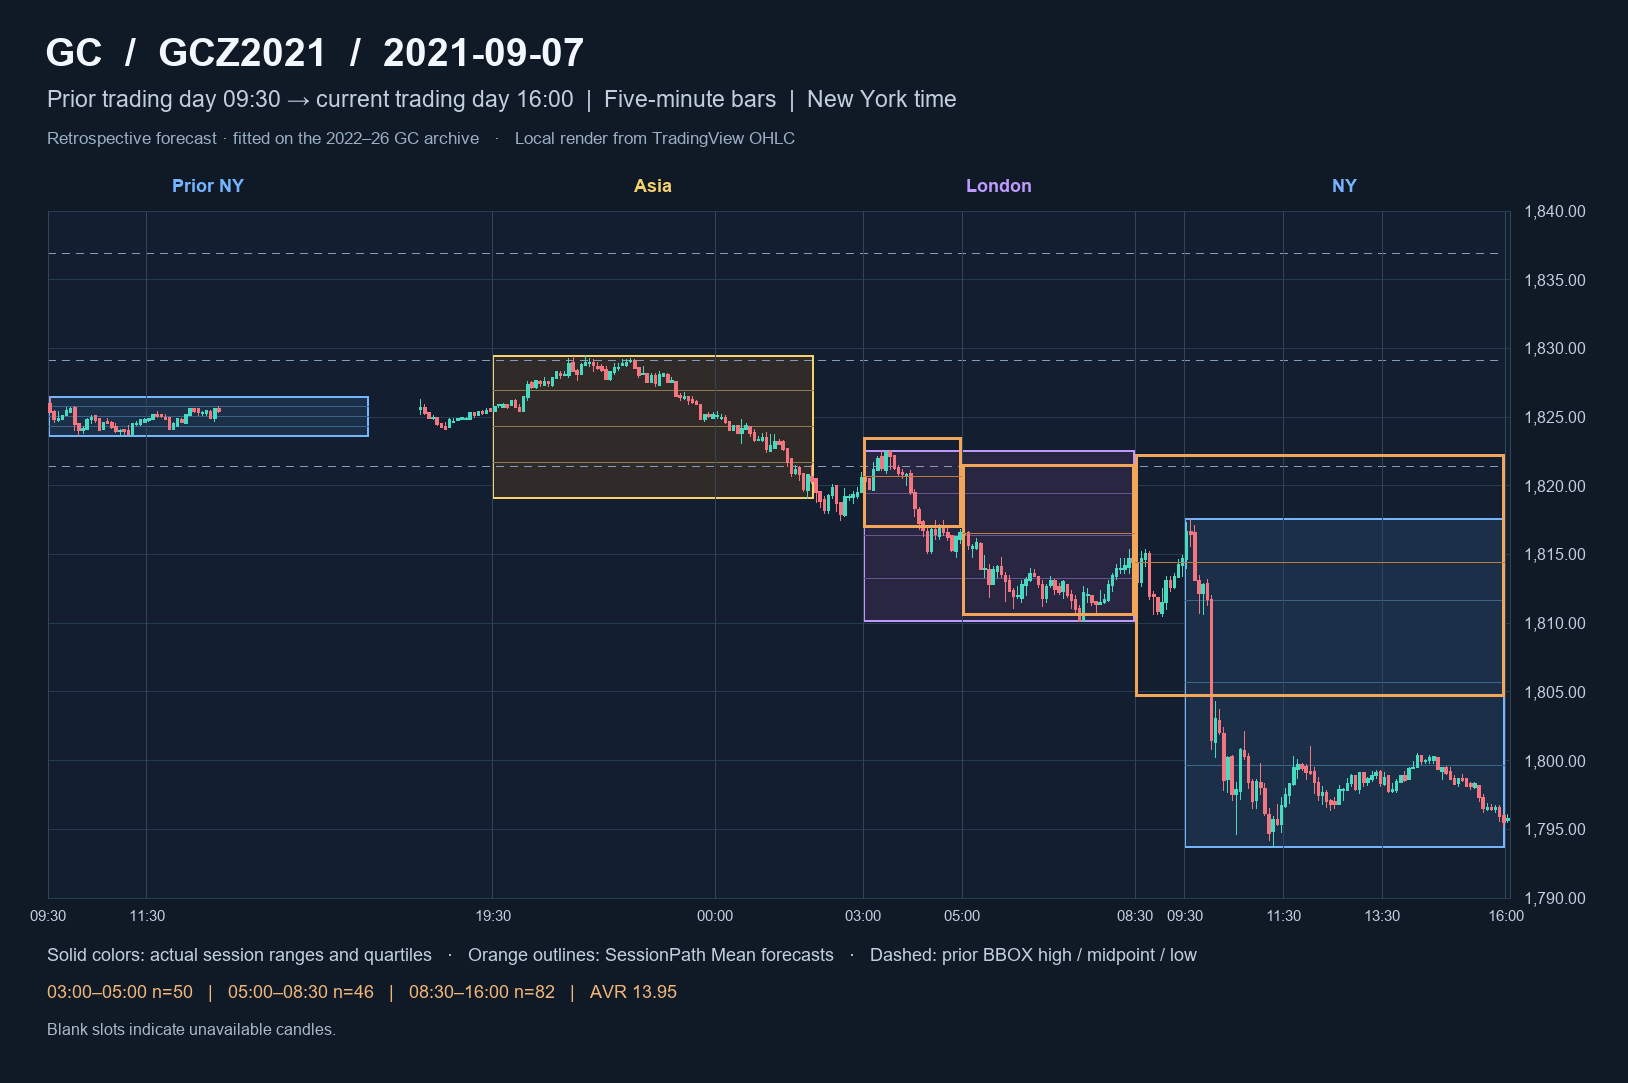 GC / GCZ2021 / 2021-09-07
Prior trading day 09:30 → current trading day 16:00 | Five-minute bars | New York time
Retrospective forecast · fitted on the 2022–26 GC archive · Local render from TradingView OHLC
Prior NY Asia London NY
1,840.00
1,835.00
1,830.00
1,825.00
1,820.00
1,815.00
1,810.00
1,805.00
1,800.00
1,795.00
1,790.00
09:30 11:30 19:30 00:00 03:00 05:00 08:30 09:30 11:30 13:30 16:00
Solid colors: actual session ranges and quartiles · Orange outlines: SessionPath Mean forecasts · Dashed: prior BBOX high / midpoint / low
03:00–05:00 n=50 | 05:00–08:30 n=46 | 08:30–16:00 n=82 | AVR 13.95
Blank slots indicate unavailable candles.